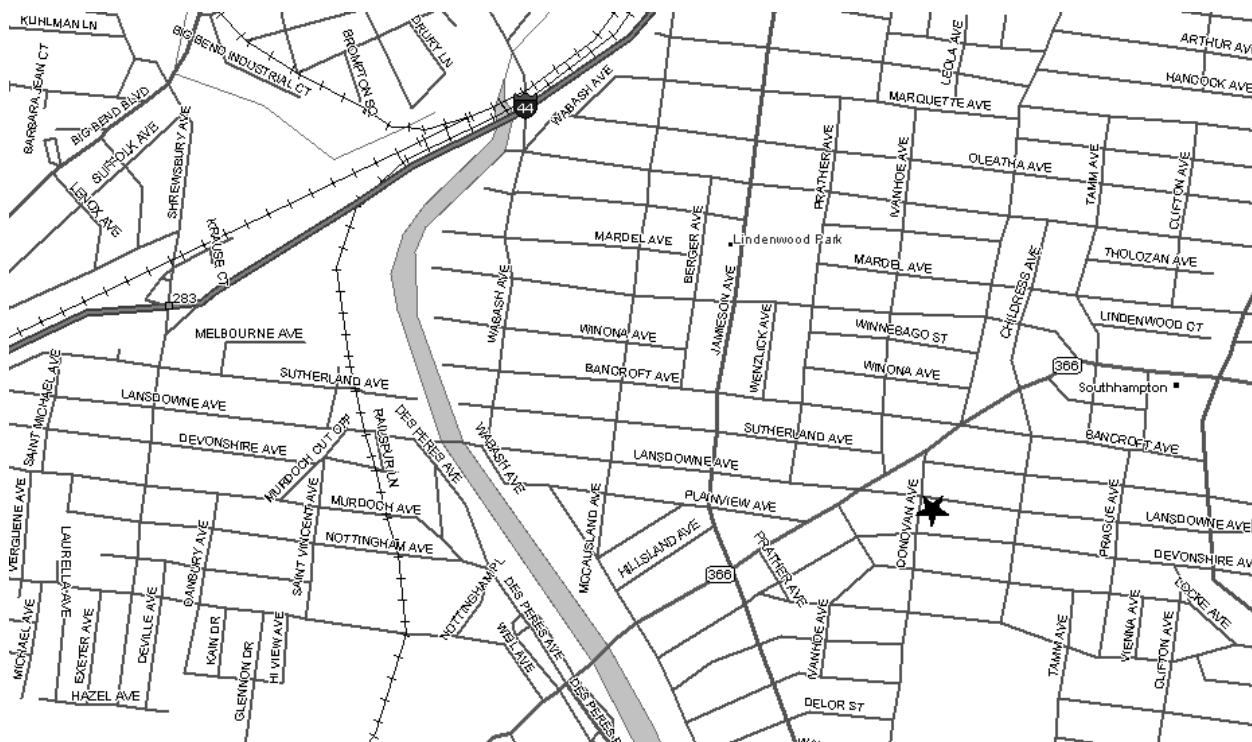 KUHLMAN LN
BIG BEND INDUSTRIAL CT
BROMPTON SQ
DRURY LN
LEOLA AVE
ARTHUR AVE
HANCOCK AVE
BARBARA JEAN CT
BIG BEND BLVD
SUFFOLK AVE
LENOX AVE
SHREWSBURY AVE
44
WABASH AVE
MARQUETTE AVE
PRATHER AVE
IVANHOE AVE
OLEATHA AVE
TAMM AVE
CLIFTON AVE
KRAUSE CT
283
MARDEL AVE
BERGER AVE
Lindenwood Park
MARDEL AVE
THOLOZAN AVE
CHILDRESS AVE
WABASH AVE
JAMIESON AVE
WENZLICK AVE
MELBOURNE AVE
WINONA AVE
WINNEBAGO ST
LINDENWOOD CT
SAINT MICHAEL AVE
SUTHERLAND AVE
BANCROFT AVE
WINONA AVE
366
Southhampton
LANSDOWNE AVE
DEVONSHIRE AVE
MURDOCH CUT OFF
RAUSPUR LN
DES PERES AVE
WABASH AVE
SUTHERLAND AVE
BANCROFT AVE
LANSDOWNE AVE
VERGUENE AVE
MURDOCH AVE
PLAINVIEW AVE
DONOVAN AVE
LANSDOWNE AVE
PRAGUE AVE
LAURELLA AVE
DANBURY AVE
SAINT VINCENT AVE
NOTTINGHAM AVE
MCCAUSLAND AVE
HILLSLAND AVE
366
PRATHER AVE
DEVONSHIRE AVE
LOCKE AVE
MICHAEL AVE
EXETER AVE
DEVILLE AVE
KAIN DR
GLENNON DR
HI VIEW AVE
NOTTINGHAM PL
DES PERES AVE
WEIL AVE
DES PERES
IVANHOE AVE
TAMM AVE
VIENNA AVE
CLIFTON AVE
HAZEL AVE
DELOR ST